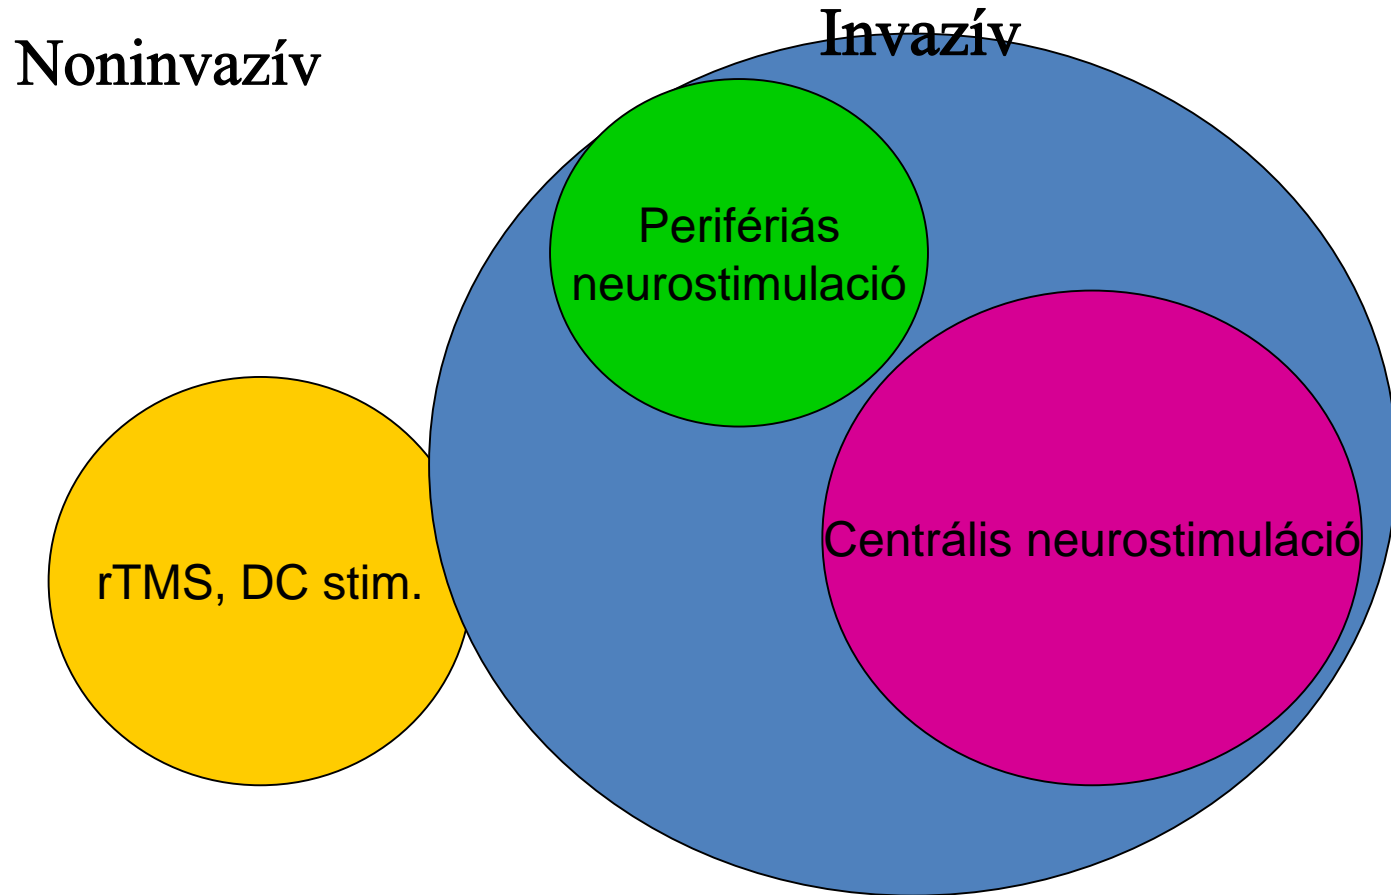 Noninvazív
Invazív
Perifériás
neurostimulació
Centrális neurostimuláció
rTMS, DC stim.